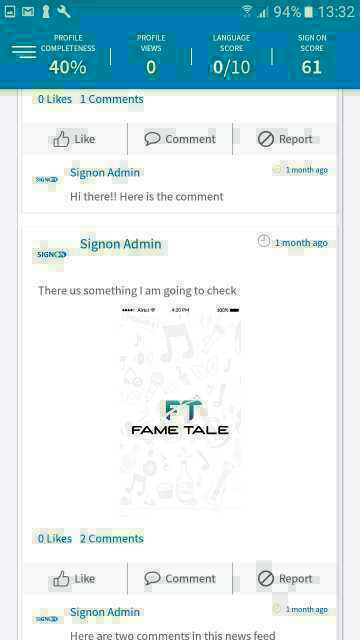 94% 13:32
PROFILE COMPLETENESS
40%
PROFILE VIEWS
0
LANGUAGE SCORE
0/10
SIGN ON SCORE
61
0 Likes 1 Comments
Like Comment Report
SIGNON
Signon Admin 1 month ago
Hi there!! Here is the comment
SIGNON
Signon Admin 1 month ago
There us something I am going to check
Airtel 4:20 PM 100%
FT
FAME TALE
0 Likes 2 Comments
Like Comment Report
SIGNON
Signon Admin 1 month ago
Here are two comments in this news feed